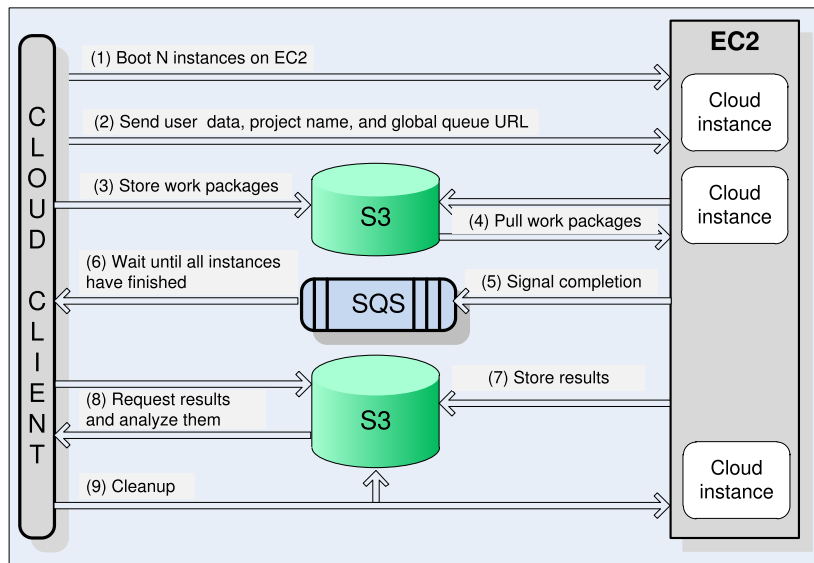 EC2
(1) Boot N instances on EC2
Cloud
instance
(2) Send user data, project name, and global queue URL
CLOUD CLIENT
(3) Store work packages
S3
Cloud
instance
(4) Pull work packages
(6) Wait until all instances
have finished
SQS
(5) Signal completion
(7) Store results
(8) Request results
and analyze them
S3
Cloud
instance
(9) Cleanup